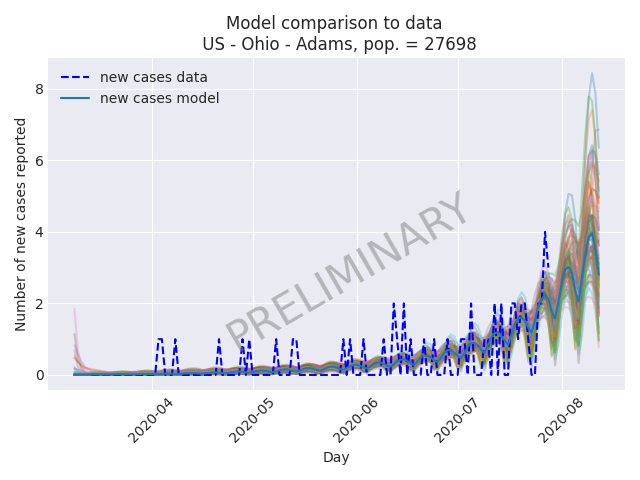 Model comparison to data
US - Ohio - Adams, pop. = 27698
new cases data
new cases model
8
6
4
2
0
Number of new cases reported
PRELIMINARY
2020-04
2020-05
2020-06
2020-07
2020-08
Day